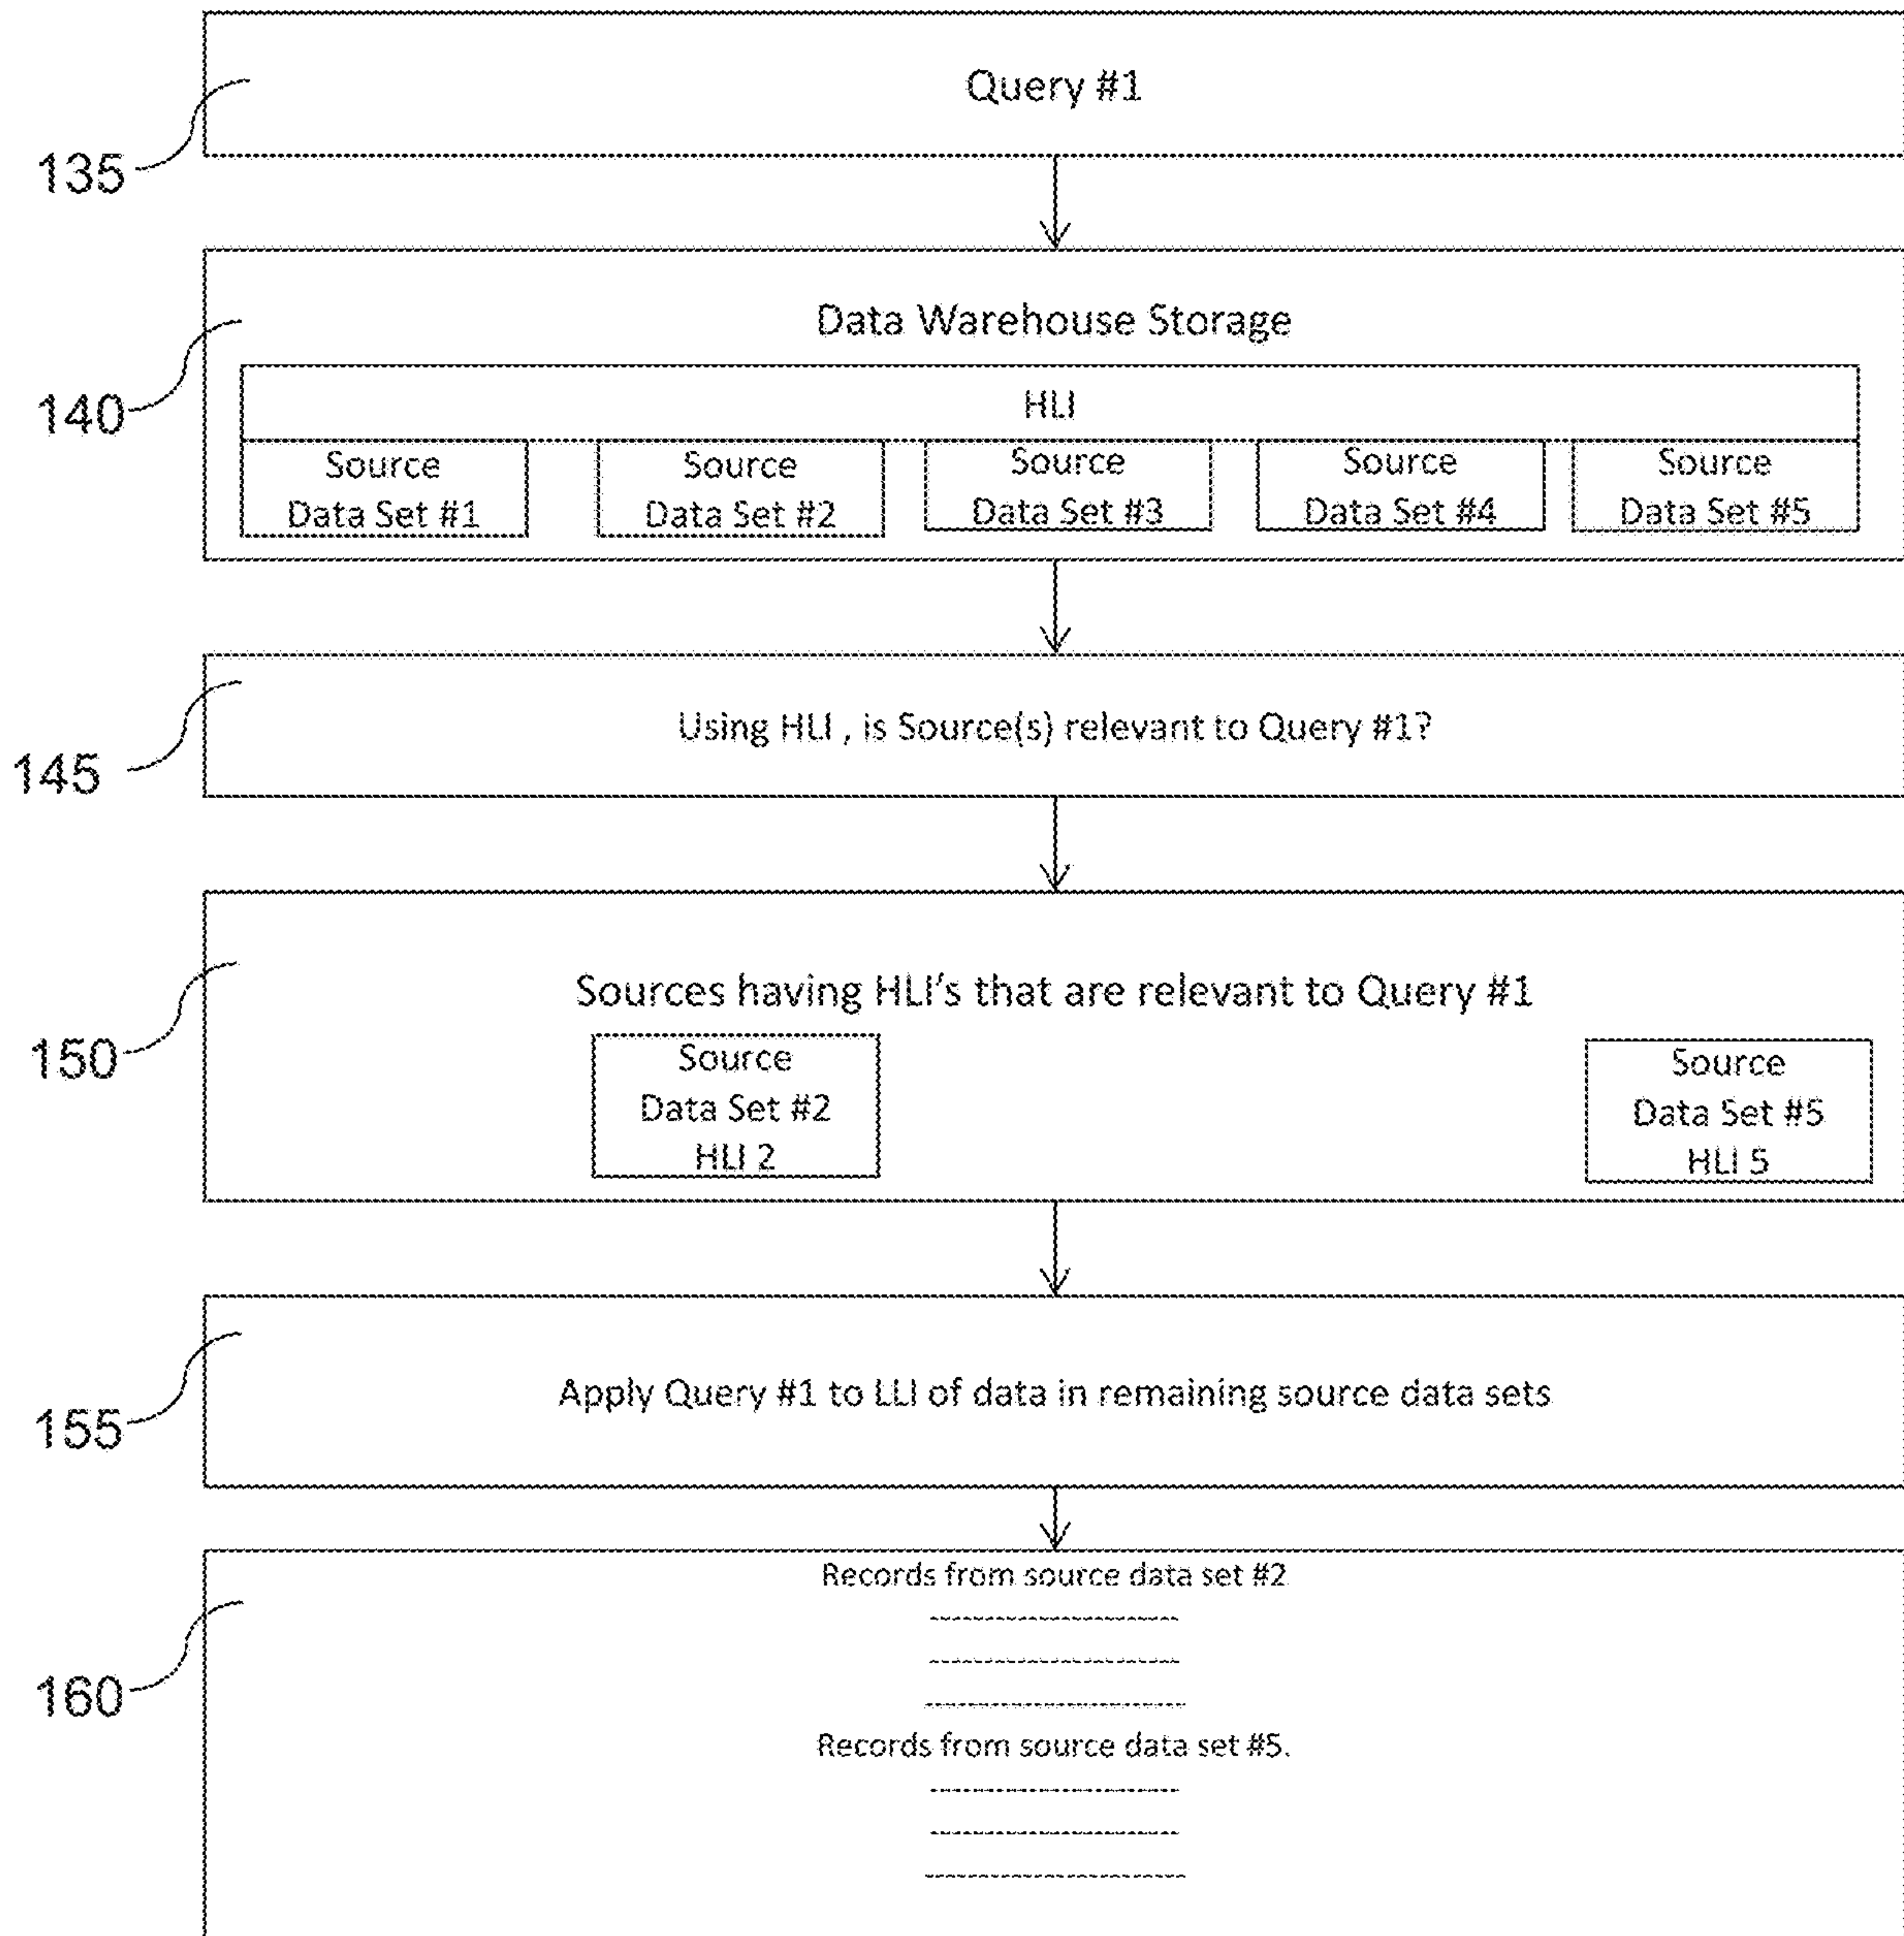 Query #1
135
Data Warehouse Storage
140
HLI
Source
Data Set #1
Source
Data Set #2
Source
Data Set #3
Source
Data Set #4
Source
Data Set #5
Using HLI , is Source(s) relevant to Query #1?
145
Sources having HLI's that are relevant to Query #1
150
Source
Data Set #2
HLI 2
Source
Data Set #5
HLI 5
Apply Query #1 to LLI of data in remaining source data sets
155
Records from source data set #2
160
Records from source data set #5.